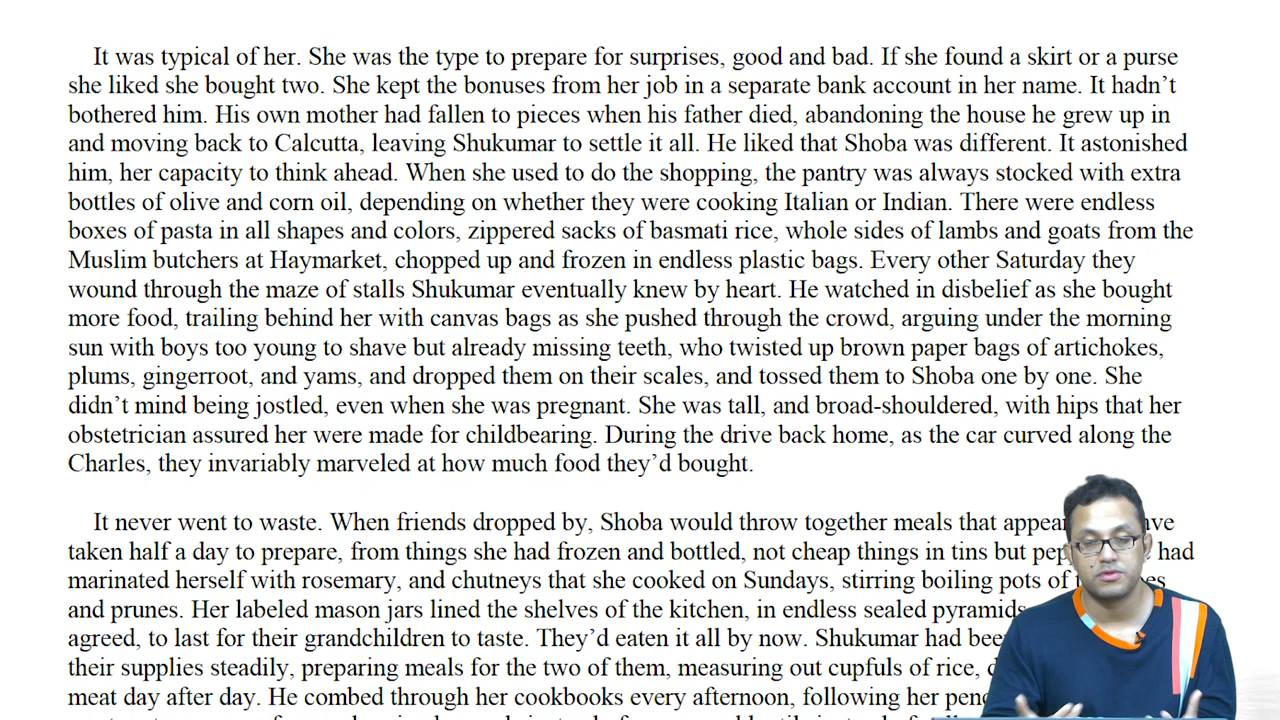 It was typical of her. She was the type to prepare for surprises, good and bad. If she found a skirt or a purse
she liked she bought two. She kept the bonuses from her job in a separate bank account in her name. It hadn’t
bothered him. His own mother had fallen to pieces when his father died, abandoning the house he grew up in
and moving back to Calcutta, leaving Shukumar to settle it all. He liked that Shoba was different. It astonished
him, her capacity to think ahead. When she used to do the shopping, the pantry was always stocked with extra
bottles of olive and corn oil, depending on whether they were cooking Italian or Indian. There were endless
boxes of pasta in all shapes and colors, zippered sacks of basmati rice, whole sides of lambs and goats from the
Muslim butchers at Haymarket, chopped up and frozen in endless plastic bags. Every other Saturday they
wound through the maze of stalls Shukumar eventually knew by heart. He watched in disbelief as she bought
more food, trailing behind her with canvas bags as she pushed through the crowd, arguing under the morning
sun with boys too young to shave but already missing teeth, who twisted up brown paper bags of artichokes,
plums, gingerroot, and yams, and dropped them on their scales, and tossed them to Shoba one by one. She
didn’t mind being jostled, even when she was pregnant. She was tall, and broad-shouldered, with hips that her
obstetrician assured her were made for childbearing. During the drive back home, as the car curved along the
Charles, they invariably marveled at how much food they’d bought.
It never went to waste. When friends dropped by, Shoba would throw together meals that
taken half a day to prepare, from things she had frozen and bottled, not cheap things in tins but had
marinated herself with rosemary, and chutneys that she cooked on Sundays, stirring boiling pots of
and prunes. Her labeled mason jars lined the shelves of the kitchen, in endless sealed pyramids
agreed, to last for their grandchildren to taste. They’d eaten it all by now. Shukumar had
their supplies steadily, preparing meals for the two of them, measuring out cupfuls of rice,
meat day after day. He combed through her cookbooks every afternoon, following her